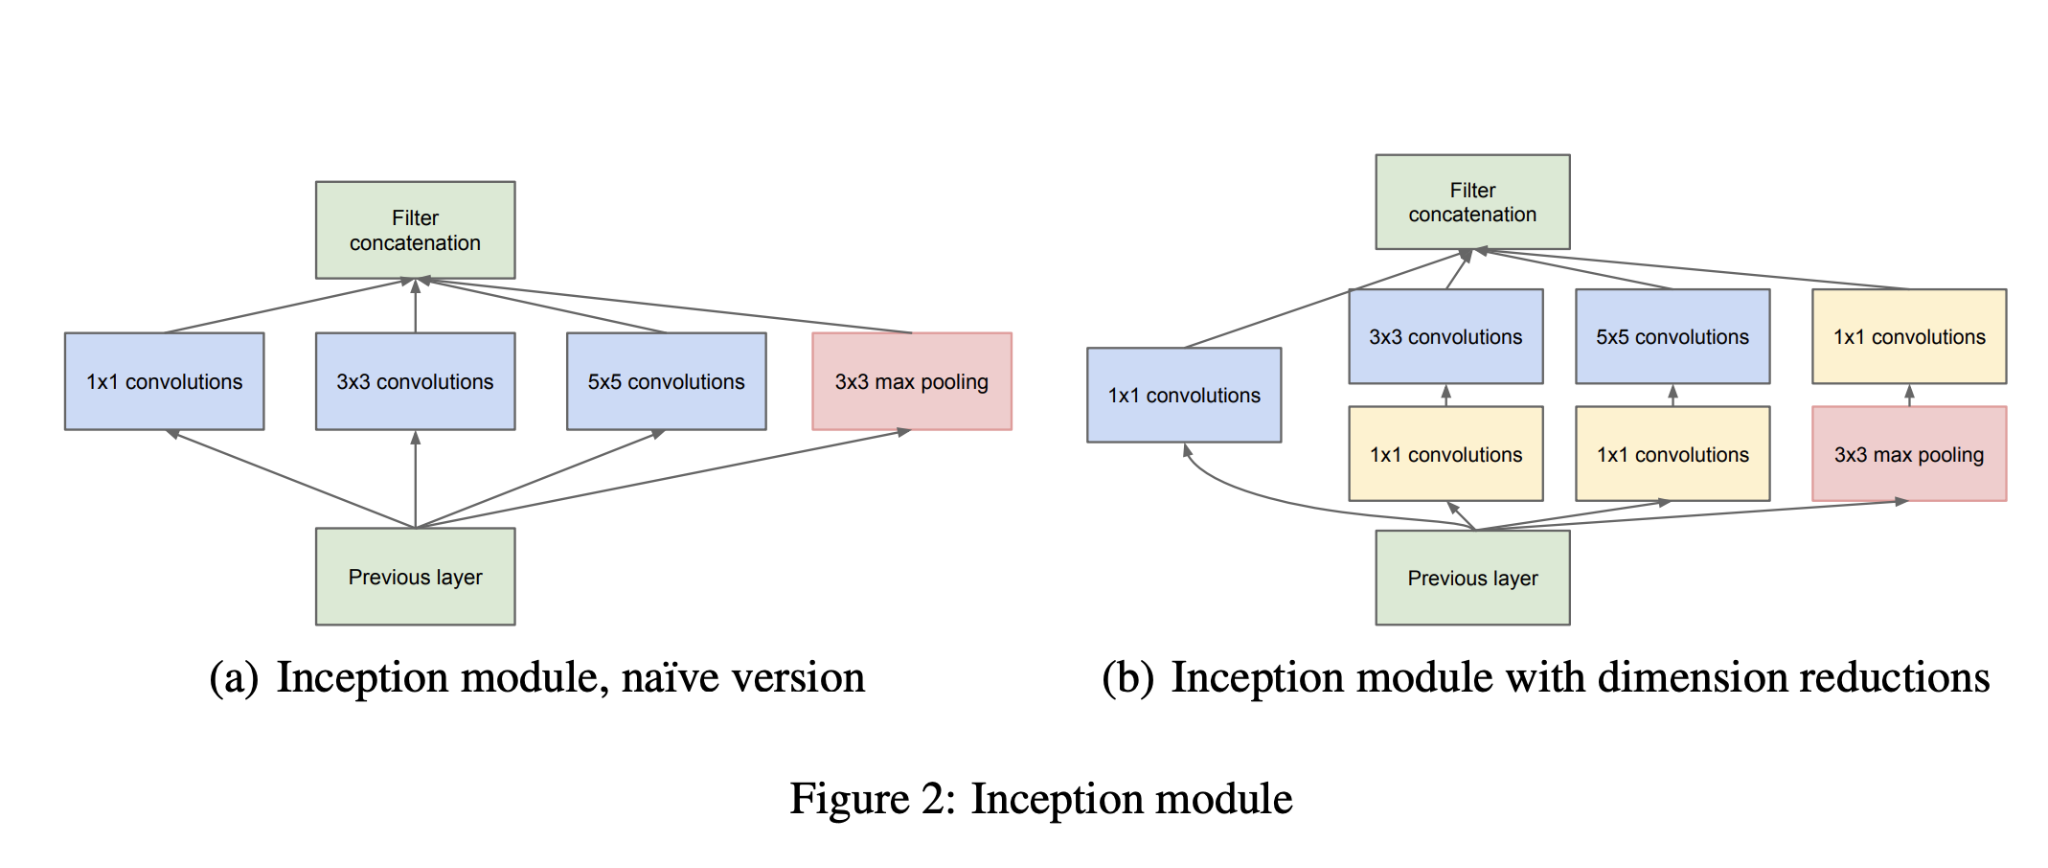 Filter
concatenation
1x1 convolutions
3x3 convolutions
5x5 convolutions
3x3 max pooling
Previous layer
(a) Inception module, naïve version
Filter
concatenation
3x3 convolutions
5x5 convolutions
1x1 convolutions
1x1 convolutions
1x1 convolutions
1x1 convolutions
3x3 max pooling
Previous layer
(b) Inception module with dimension reductions
Figure 2: Inception module